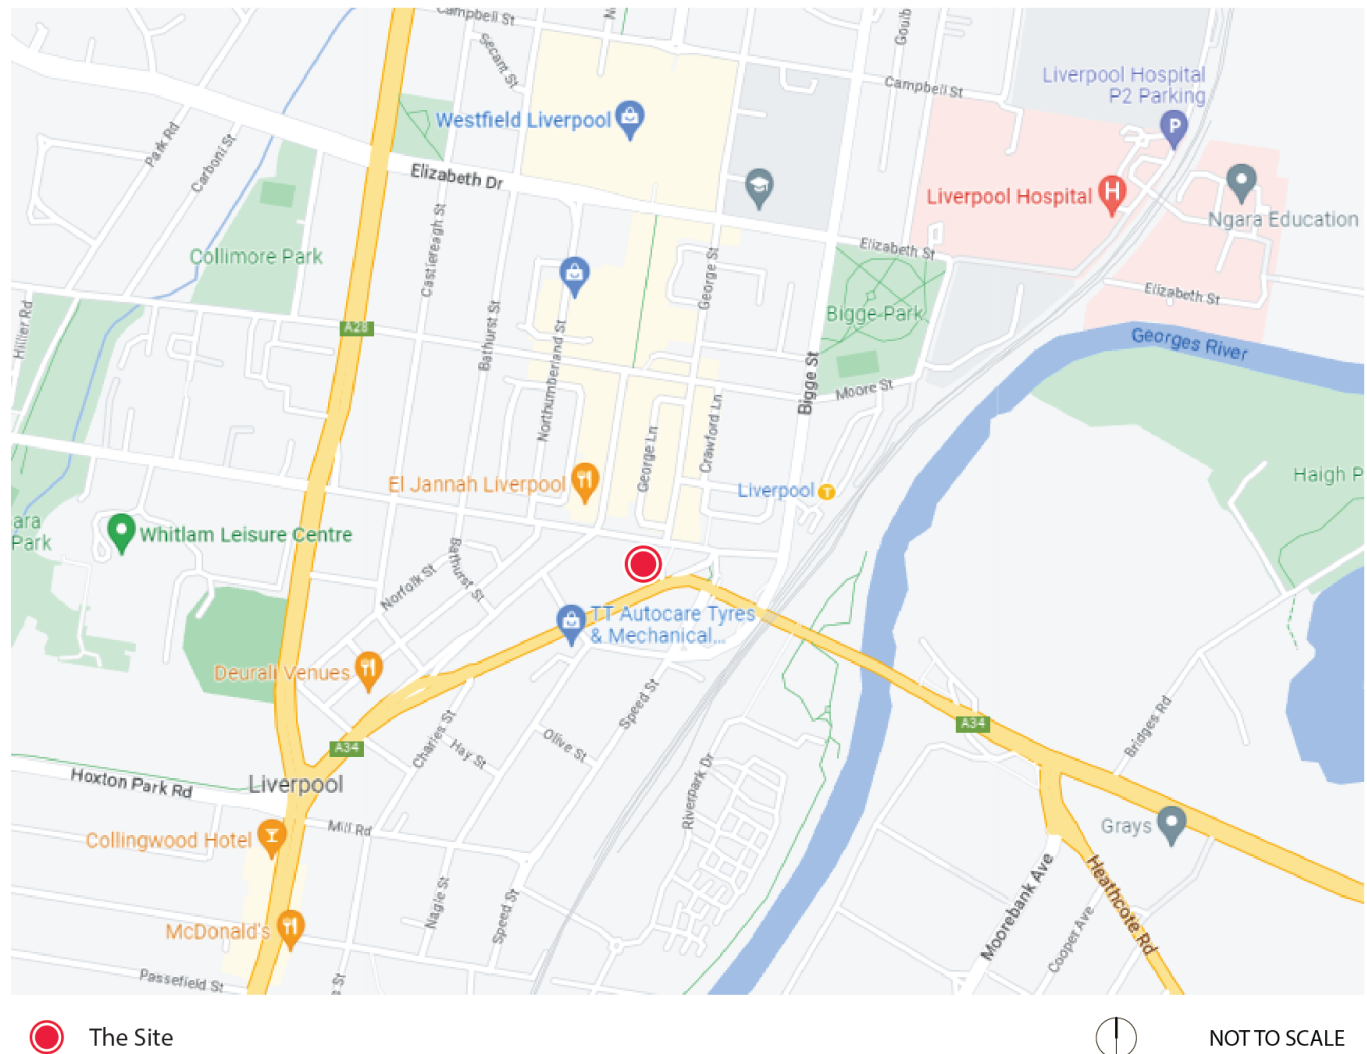 Campbell St
Secant St
Goulb
Campbell St
Liverpool Hospital
P2 Parking
P
Westfield Liverpool
Park Rd
Carboni St
Elizabeth Dr
Liverpool Hospital
H
Ngara Education
Collimore Park
Castlereagh St
Elizabeth St
George St
Elizabeth St
Hillier Rd
A28
Bathurst St
Northumberland St
Bigge Park
Georges River
Bigge St
Moore St
George Ln
Crawford Ln
El Jannah Liverpool
Liverpool
T
Haigh P
ara
Park
Whitlam Leisure Centre
Norfolk St
Bathurst St
TT Autocare Tyres
& Mechanical...
Deurali Venues
Speed St
Charles St
Hay St
Olive St
A34
A34
Bridges Rd
Hoxton Park Rd
Liverpool
Riverpark Dr
Mill Rd
Collingwood Hotel
Grays
Moorebank Ave
Heathcote Rd
Cooper Ave
Nagle St
Speed St
McDonald's
Passefield St
e St
The Site
NOT TO SCALE